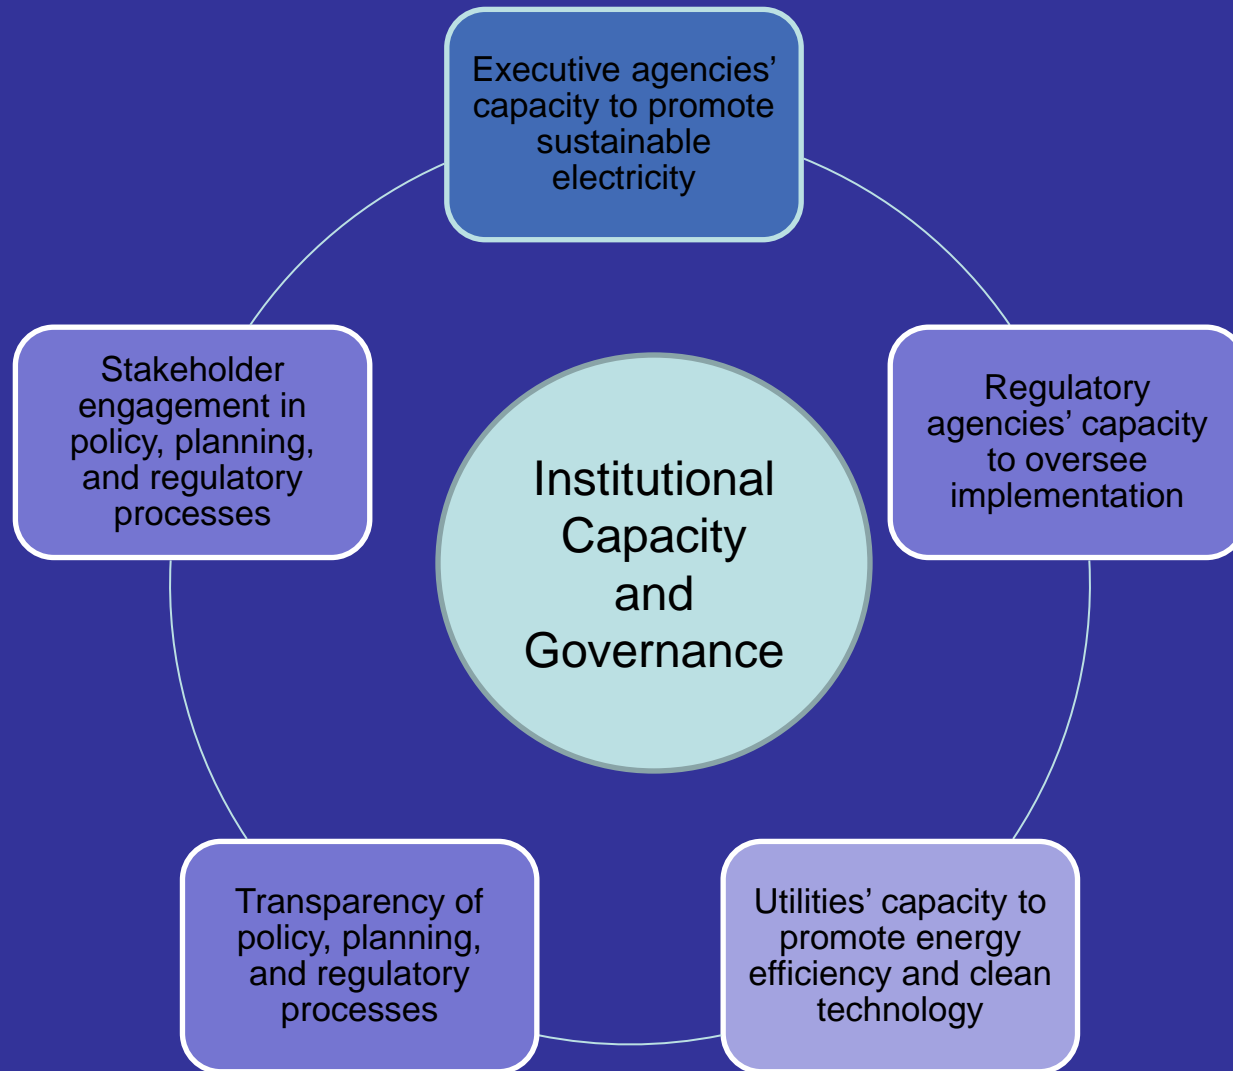 Executive agencies’
capacity to promote
sustainable
electricity
Stakeholder
engagement in
policy, planning,
and regulatory
processes
Institutional
Capacity
and
Governance
Regulatory
agencies’ capacity
to oversee
implementation
Transparency of
policy, planning,
and regulatory
processes
Utilities’ capacity to
promote energy
efficiency and clean
technology